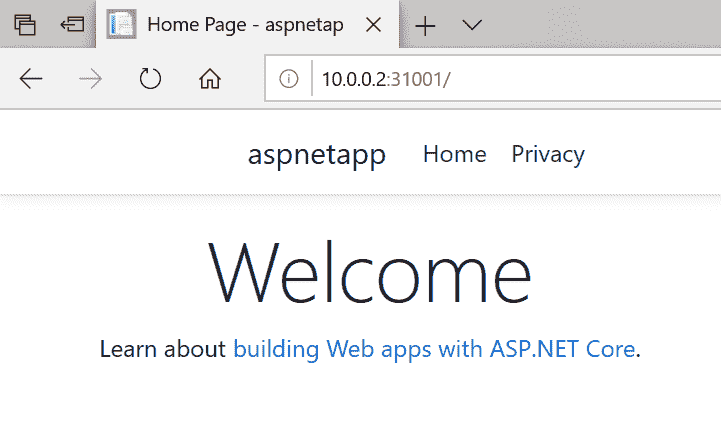 Home Page - aspnetap
10.0.0.2:31001/
aspnetapp Home Privacy
Welcome
Learn about building Web apps with ASP.NET Core.